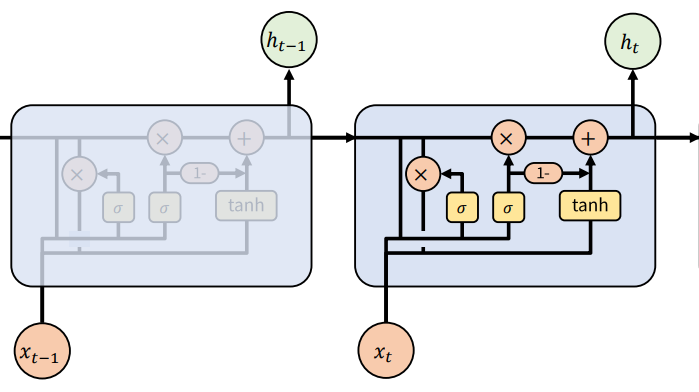 h_{t-1}
h_t
× +
× +
× 1-
× 1-
σ σ tanh
σ σ tanh
x_{t-1}
x_t